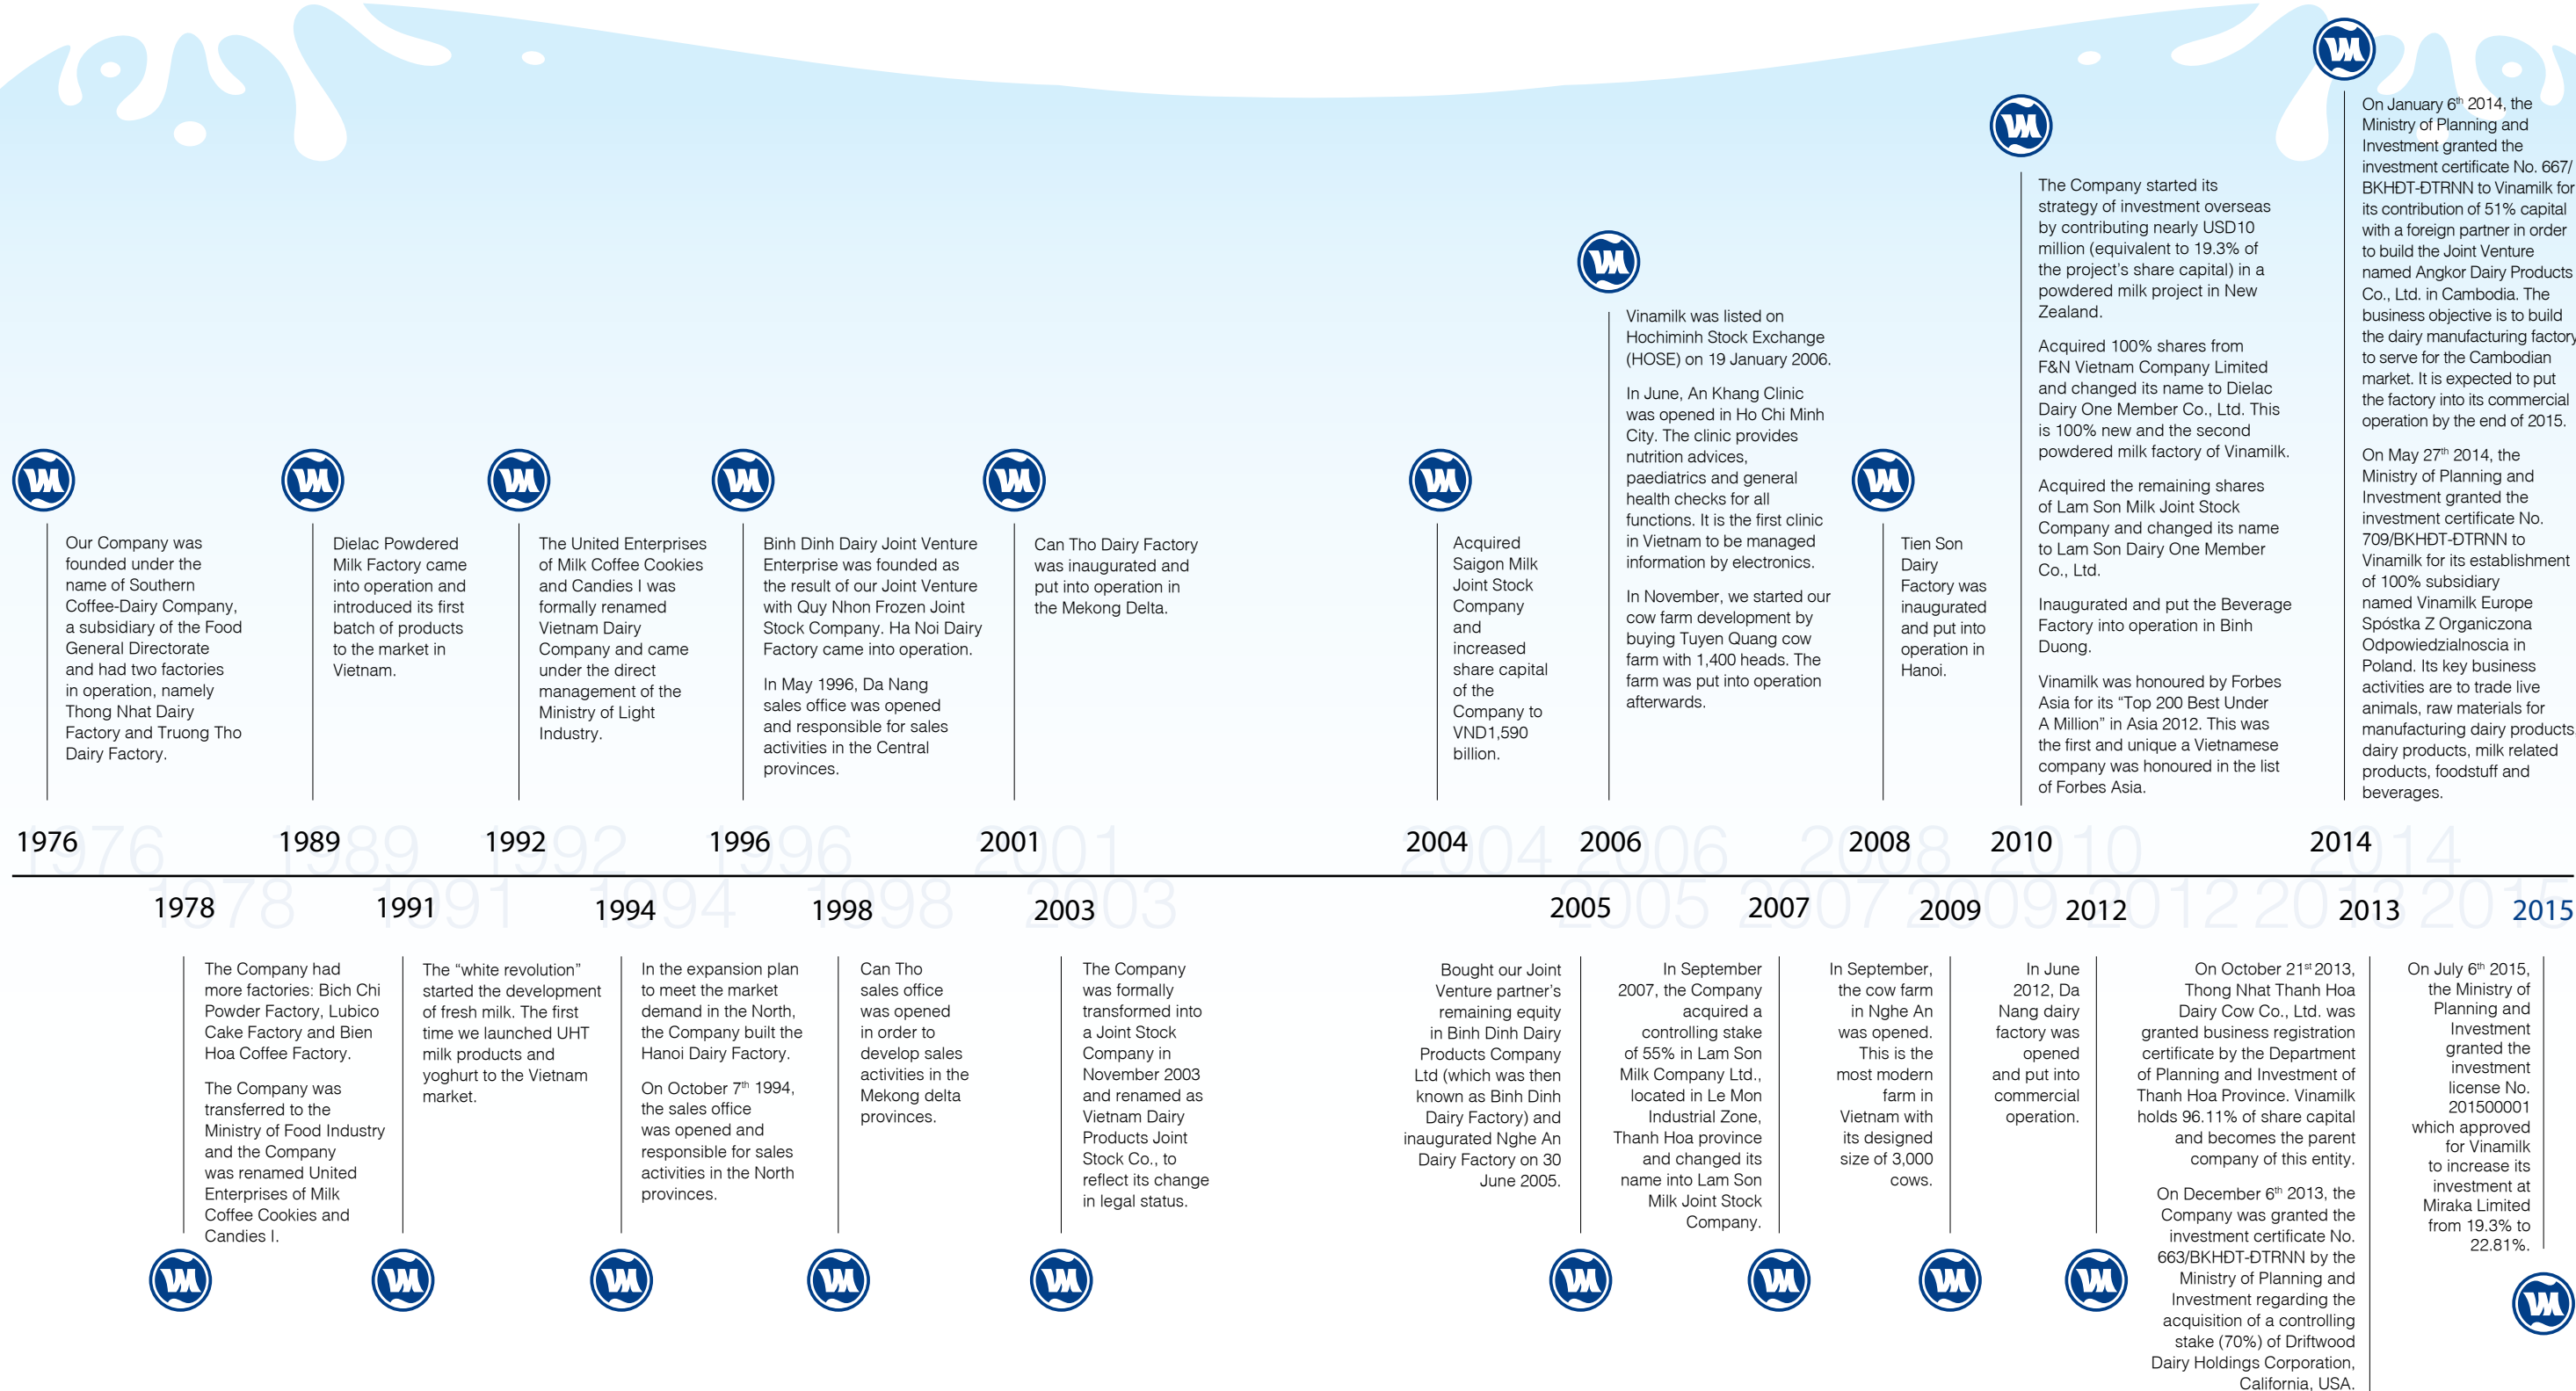 1976
Our Company was
founded under the
name of Southern
Coffee-Dairy Company,
a subsidiary of the Food
General Directorate
and had two factories
in operation, namely
Thong Nhat Dairy
Factory and Truong Tho
Dairy Factory.
1978
The Company had
more factories: Bich Chi
Powder Factory, Lubico
Cake Factory and Bien
Hoa Coffee Factory.
The Company was
transferred to the
Ministry of Food Industry
and the Company
was renamed United
Enterprises of Milk
Coffee Cookies and
Candies I.
1989
Dielac Powdered
Milk Factory came
into operation and
introduced its first
batch of products
to the market in
Vietnam.
1991
The “white revolution”
started the development
of fresh milk. The first
time we launched UHT
milk products and
yoghurt to the Vietnam
market.
1992
The United Enterprises
of Milk Coffee Cookies
and Candies I was
formally renamed
Vietnam Dairy
Company and came
under the direct
management of the
Ministry of Light
Industry.
1994
In the expansion plan
to meet the market
demand in the North,
the Company built the
Hanoi Dairy Factory.
On October 7th 1994,
the sales office
was opened and
responsible for sales
activities in the North
provinces.
1996
Binh Dinh Dairy Joint Venture
Enterprise was founded as
the result of our Joint Venture
with Quy Nhon Frozen Joint
Stock Company. Ha Noi Dairy
Factory came into operation.
In May 1996, Da Nang
sales office was opened
and responsible for sales
activities in the Central
provinces.
1998
Can Tho
sales office
was opened
in order to
develop sales
activities in the
Mekong delta
provinces.
2001
Can Tho Dairy Factory
was inaugurated and
put into operation in
the Mekong Delta.
2003
The Company
was formally
transformed into
a Joint Stock
Company in
November 2003
and renamed as
Vietnam Dairy
Products Joint
Stock Co., to
reflect its change
in legal status.
2004
Acquired
Saigon Milk
Joint Stock
Company
and
increased
share capital
of the
Company to
VND1,590
billion.
2005
Bought our Joint
Venture partner’s
remaining equity
in Binh Dinh Dairy
Products Company
Ltd (which was then
known as Binh Dinh
Dairy Factory) and
inaugurated Nghe An
Dairy Factory on 30
June 2005.
2006
Vinamilk was listed on
Hochiminh Stock Exchange
(HOSE) on 19 January 2006.
In June, An Khang Clinic
was opened in Ho Chi Minh
City. The clinic provides
nutrition advices,
paediatrics and general
health checks for all
functions. It is the first clinic
in Vietnam to be managed
information by electronics.
In November, we started our
cow farm development by
buying Tuyen Quang cow
farm with 1,400 heads. The
farm was put into operation
afterwards.
2007
In September
2007, the Company
acquired a
controlling stake
of 55% in Lam Son
Milk Company Ltd.,
located in Le Mon
Industrial Zone,
Thanh Hoa province
and changed its
name into Lam Son
Milk Joint Stock
Company.
2008
Tien Son
Dairy
Factory was
inaugurated
and put into
operation in
Hanoi.
2009
In September,
the cow farm
in Nghe An
was opened.
This is the
most modern
farm in
Vietnam with
its designed
size of 3,000
cows.
2010
The Company started its
strategy of investment overseas
by contributing nearly USD10
million (equivalent to 19.3% of
the project’s share capital) in a
powdered milk project in New
Zealand.
Acquired 100% shares from
F&N Vietnam Company Limited
and changed its name to Dielac
Dairy One Member Co., Ltd. This
is 100% new and the second
powdered milk factory of Vinamilk.
Acquired the remaining shares
of Lam Son Milk Joint Stock
Company and changed its name
to Lam Son Dairy One Member
Co., Ltd.
Inaugurated and put the Beverage
Factory into operation in Binh
Duong.
Vinamilk was honoured by Forbes
Asia for its “Top 200 Best Under
A Million” in Asia 2012. This was
the first and unique a Vietnamese
company was honoured in the list
of Forbes Asia.
2012
In June
2012, Da
Nang dairy
factory was
opened
and put into
commercial
operation.
2013
On October 21st 2013,
Thong Nhat Thanh Hoa
Dairy Cow Co., Ltd. was
granted business registration
certificate by the Department
of Planning and Investment of
Thanh Hoa Province. Vinamilk
holds 96.11% of share capital
and becomes the parent
company of this entity.
On December 6th 2013, the
Company was granted the
investment certificate No.
663/BKHĐT-ĐTRNN by the
Ministry of Planning and
Investment regarding the
acquisition of a controlling
stake (70%) of Driftwood
Dairy Holdings Corporation,
California, USA.
2014
On January 6th 2014, the
Ministry of Planning and
Investment granted the
investment certificate No. 667/
BKHĐT-ĐTRNN to Vinamilk for
its contribution of 51% capital
with a foreign partner in order
to build the Joint Venture
named Angkor Dairy Products
Co., Ltd. in Cambodia. The
business objective is to build
the dairy manufacturing factory
to serve for the Cambodian
market. It is expected to put
the factory into its commercial
operation by the end of 2015.
On May 27th 2014, the
Ministry of Planning and
Investment granted the
investment certificate No.
709/BKHĐT-ĐTRNN to
Vinamilk for its establishment
of 100% subsidiary
named Vinamilk Europe
Spóstka Z Organiczona
Odpowiedzialnoscia in
Poland. Its key business
activities are to trade live
animals, raw materials for
manufacturing dairy products,
dairy products, milk related
products, foodstuff and
beverages.
2015
On July 6th 2015,
the Ministry of
Planning and
Investment
granted the
investment
license No.
201500001
which approved
for Vinamilk
to increase its
investment at
Miraka Limited
from 19.3% to
22.81%.